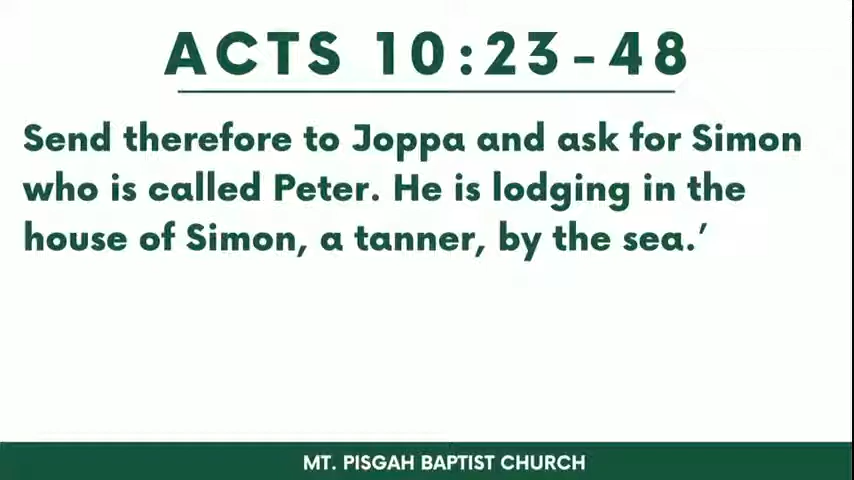 ACTS 10:23-48
Send therefore to Joppa and ask for Simon
who is called Peter. He is lodging in the
house of Simon, a tanner, by the sea.’
MT. PISGAH BAPTIST CHURCH